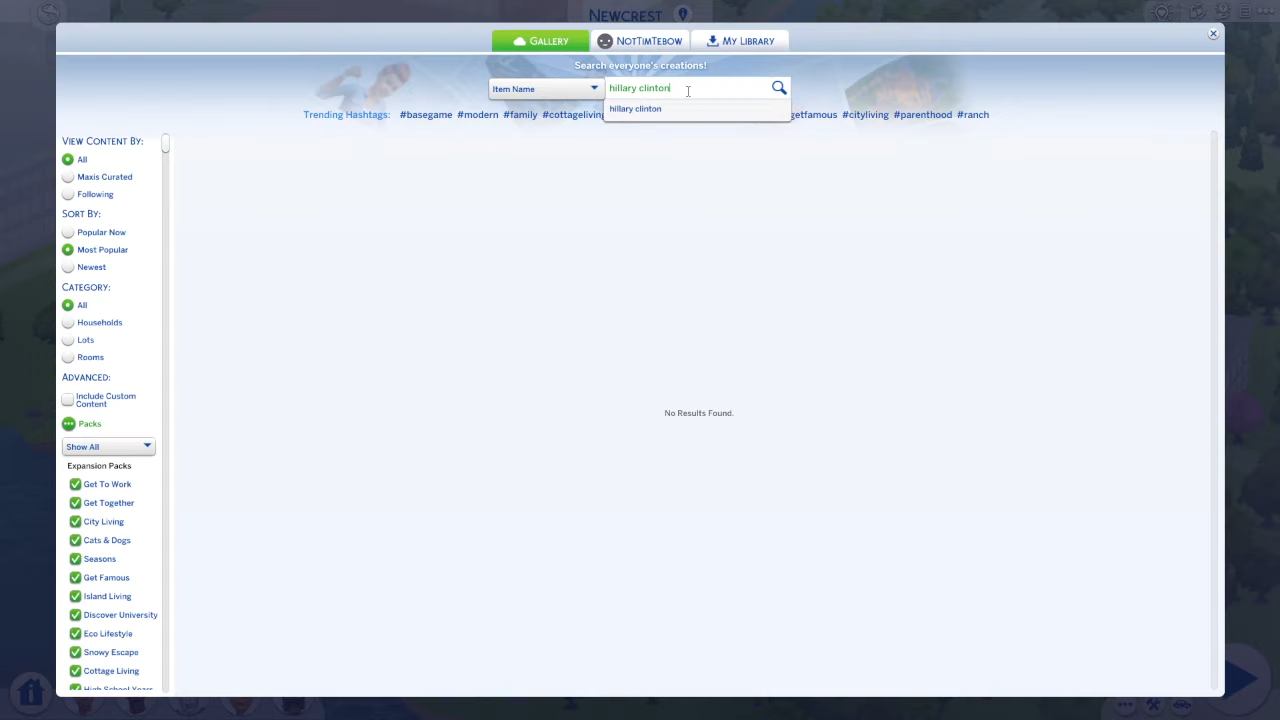 NEWCREST
GALLERY
NOTTIMTEBOW
MY LIBRARY
Search everyone's creations!
Item Name
hillary clinton
hillary clinton
Trending Hashtags: #basegame #modern #family #cottageliving getfamous #cityliving #parenthood #ranch
VIEW CONTENT BY:
All
Maxis Curated
Following
SORT BY:
Popular Now
Most Popular
Newest
CATEGORY:
All
Households
Lots
Rooms
ADVANCED:
Include Custom
Content
Packs
Show All
Expansion Packs
Get To Work
Get Together
City Living
Cats & Dogs
Seasons
Get Famous
Island Living
Discover University
Eco Lifestyle
Snowy Escape
Cottage Living
High School Years
No Results Found.